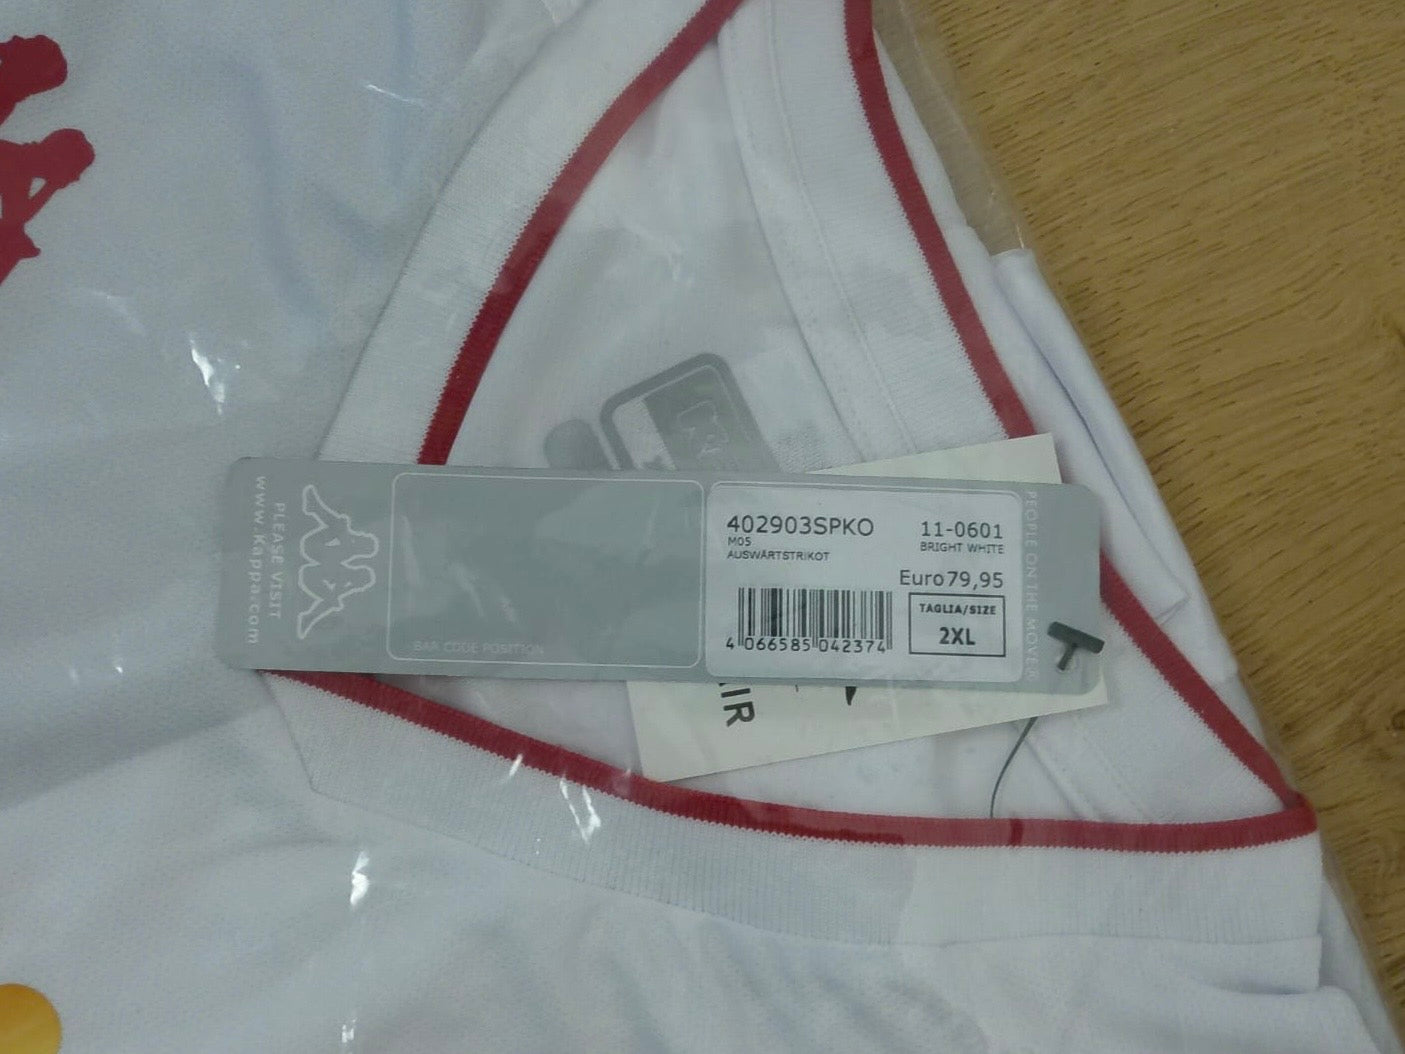 PLEASE VISIT
www.Kappa.com
BAR CODE POSITION
402903SPKO
M05
AUSWÄRTSTRIKOT
11-0601
BRIGHT WHITE
Euro79,95
TAGLIA/SIZE
2XL
4 066585 042374
PEOPLE ON THE MOVE